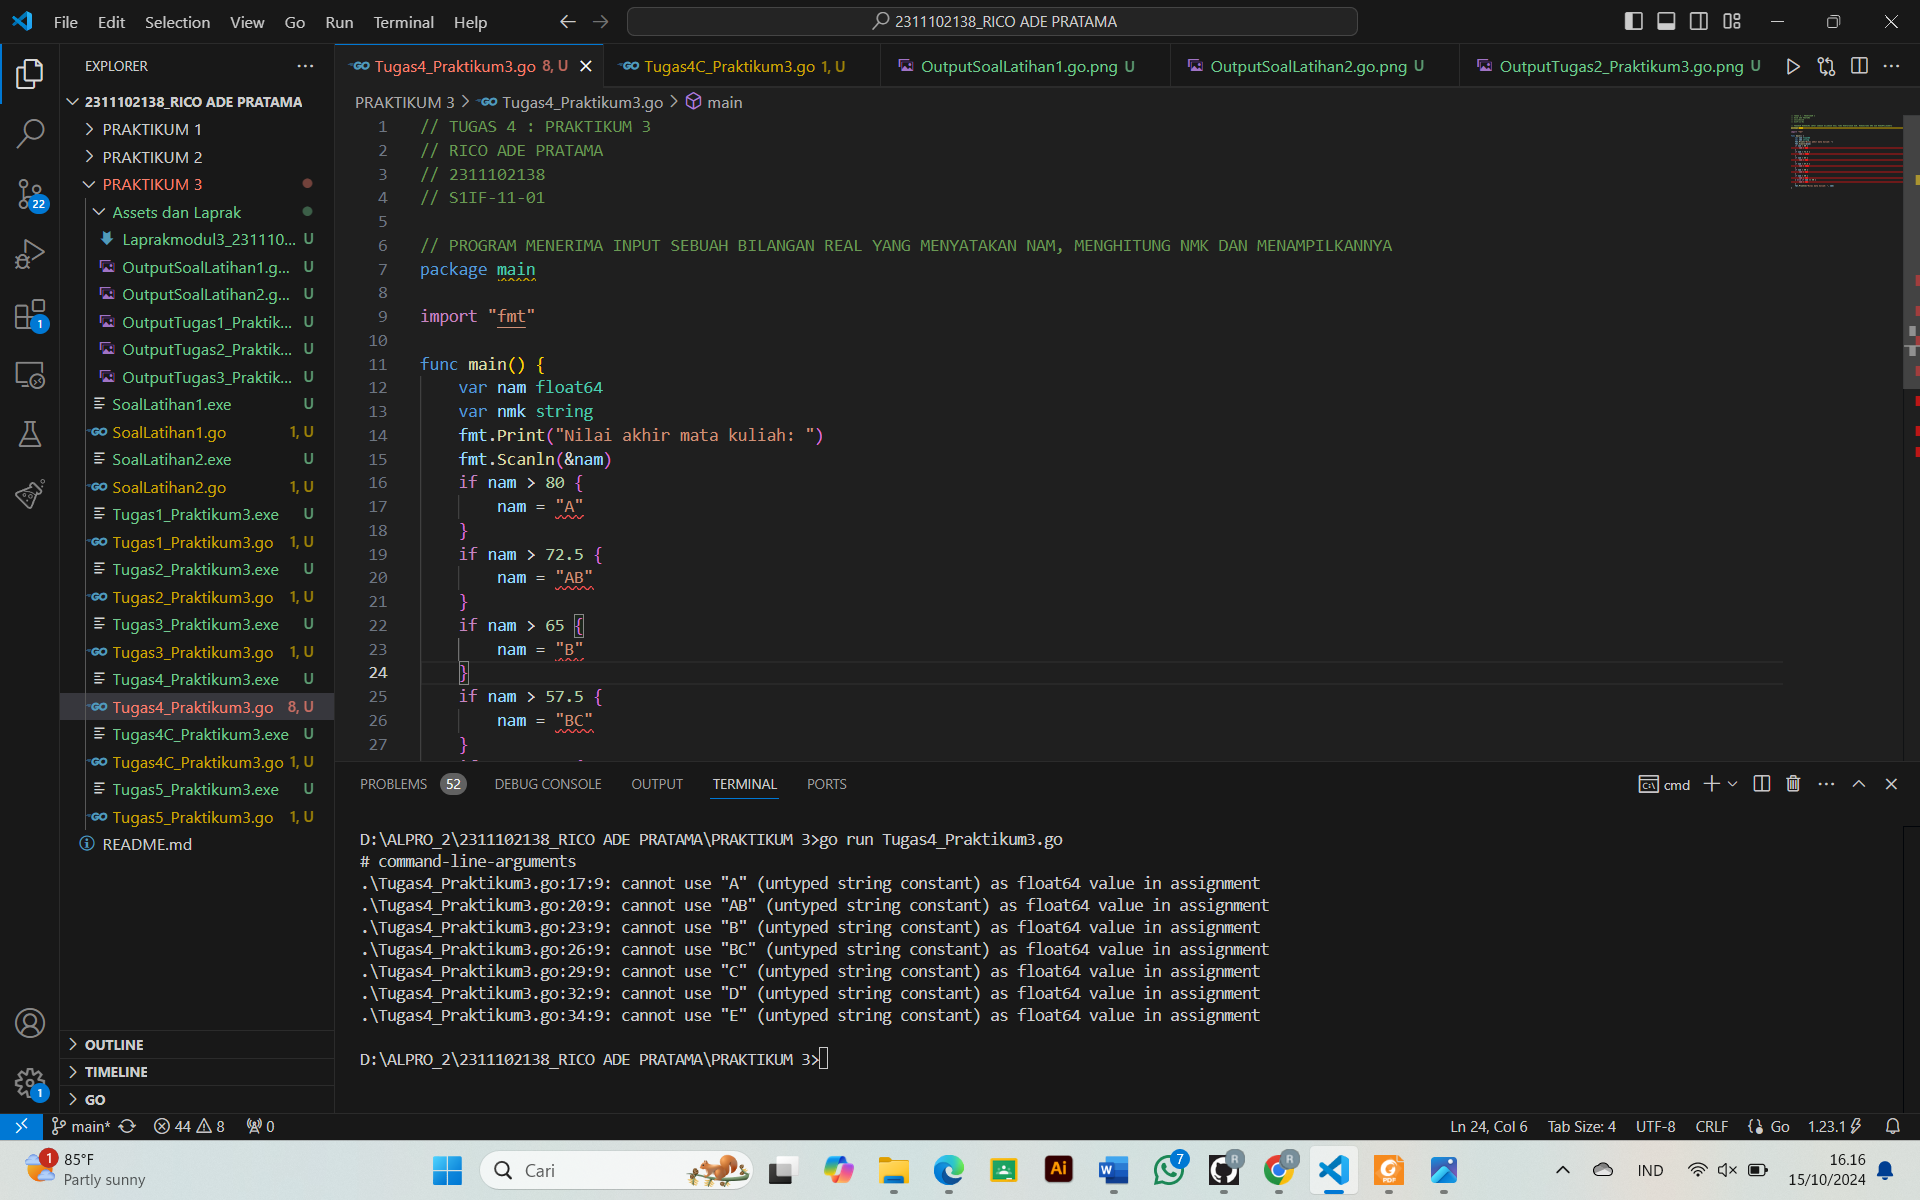 File Edit Selection View Go Run Terminal Help
2311102138_RICO ADE PRATAMA
EXPLORER
Tugas4_Praktikum3.go 8, U
Tugas4C_Praktikum3.go 1, U
OutputSoalLatihan1.go.png U
OutputSoalLatihan2.go.png U
OutputTugas2_Praktikum3.go.png U
2311102138_RICO ADE PRATAMA
PRAKTIKUM 1
PRAKTIKUM 2
PRAKTIKUM 3
Assets dan Laprak
Laprakmodul3_231110... U
OutputSoalLatihan1.g... U
OutputSoalLatihan2.g... U
OutputTugas1_Praktik... U
OutputTugas2_Praktik... U
OutputTugas3_Praktik... U
SoalLatihan1.exe U
SoalLatihan1.go 1, U
SoalLatihan2.exe U
SoalLatihan2.go 1, U
Tugas1_Praktikum3.exe U
Tugas1_Praktikum3.go 1, U
Tugas2_Praktikum3.exe U
Tugas2_Praktikum3.go 1, U
Tugas3_Praktikum3.exe U
Tugas3_Praktikum3.go 1, U
Tugas4_Praktikum3.exe U
Tugas4_Praktikum3.go 8, U
Tugas4C_Praktikum3.exe U
Tugas4C_Praktikum3.go 1, U
Tugas5_Praktikum3.exe U
Tugas5_Praktikum3.go 1, U
README.md
OUTLINE
TIMELINE
GO
22
1
1
PRAKTIKUM 3 > Tugas4_Praktikum3.go > main
1 // TUGAS 4 : PRAKTIKUM 3
2 // RICO ADE PRATAMA
3 // 2311102138
4 // S1IF-11-01
5
6 // PROGRAM MENERIMA INPUT SEBUAH BILANGAN REAL YANG MENYATAKAN NAM, MENGHITUNG NMK DAN MENAMPILKANNYA
7 package main
8
9 import "fmt"
10
11 func main() {
12 var nam float64
13 var nmk string
14 fmt.Print("Nilai akhir mata kuliah: ")
15 fmt.Scanln(&nam)
16 if nam > 80 {
17 nam = "A"
18 }
19 if nam > 72.5 {
20 nam = "AB"
21 }
22 if nam > 65 {
23 nam = "B"
24 }
25 if nam > 57.5 {
26 nam = "BC"
27 }
PROBLEMS 52 DEBUG CONSOLE OUTPUT TERMINAL PORTS
cmd
D:\ALPRO_2\2311102138_RICO ADE PRATAMA\PRAKTIKUM 3>go run Tugas4_Praktikum3.go
# command-line-arguments
.\Tugas4_Praktikum3.go:17:9: cannot use "A" (untyped string constant) as float64 value in assignment
.\Tugas4_Praktikum3.go:20:9: cannot use "AB" (untyped string constant) as float64 value in assignment
.\Tugas4_Praktikum3.go:23:9: cannot use "B" (untyped string constant) as float64 value in assignment
.\Tugas4_Praktikum3.go:26:9: cannot use "BC" (untyped string constant) as float64 value in assignment
.\Tugas4_Praktikum3.go:29:9: cannot use "C" (untyped string constant) as float64 value in assignment
.\Tugas4_Praktikum3.go:32:9: cannot use "D" (untyped string constant) as float64 value in assignment
.\Tugas4_Praktikum3.go:34:9: cannot use "E" (untyped string constant) as float64 value in assignment
D:\ALPRO_2\2311102138_RICO ADE PRATAMA\PRAKTIKUM 3>
main* 44 8 0
Ln 24, Col 6 Tab Size: 4 UTF-8 CRLF Go 1.23.1
1 85°F
Partly sunny
Cari
Ai
W
7
R
R
PDF
IND
16.16
15/10/2024